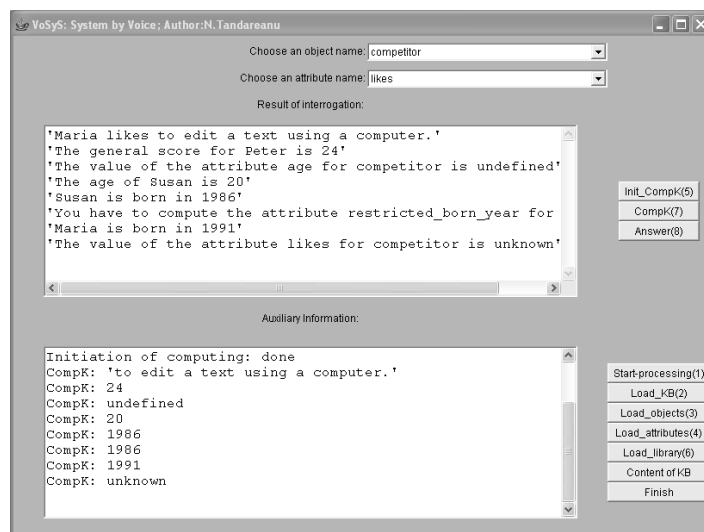 VoSyS: System by Voice; Author:N.Tandareanu
Choose an object name: competitor
Choose an attribute name: likes
Result of interrogation:
'Maria likes to edit a text using a computer.'
'The general score for Peter is 24'
'The value of the attribute age for competitor is undefined'
'The age of Susan is 20'
'Susan is born in 1986'
'You have to compute the attribute restricted_born_year for
'Maria is born in 1991'
'The value of the attribute likes for competitor is unknown'
Init_CompK(5)
CompK(7)
Answer(8)
Auxiliary Information:
Initiation of computing: done
CompK: 'to edit a text using a computer.'
CompK: 24
CompK: undefined
CompK: 20
CompK: 1986
CompK: 1986
CompK: 1991
CompK: unknown
Start-processing(1)
Load_KB(2)
Load_objects(3)
Load_attributes(4)
Load_library(6)
Content of KB
Finish